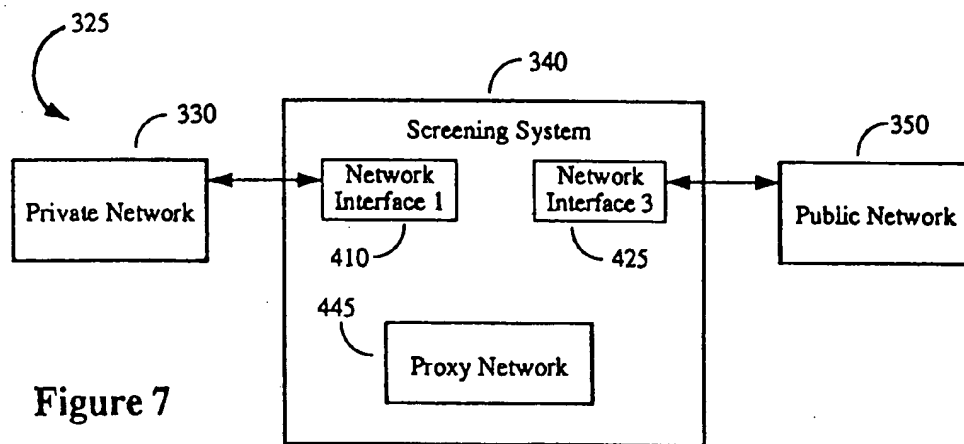 325
340
330
350
Screening System
Private Network
Network
Interface 1
Network
Interface 3
Public Network
410
425
445
Proxy Network
Figure 7